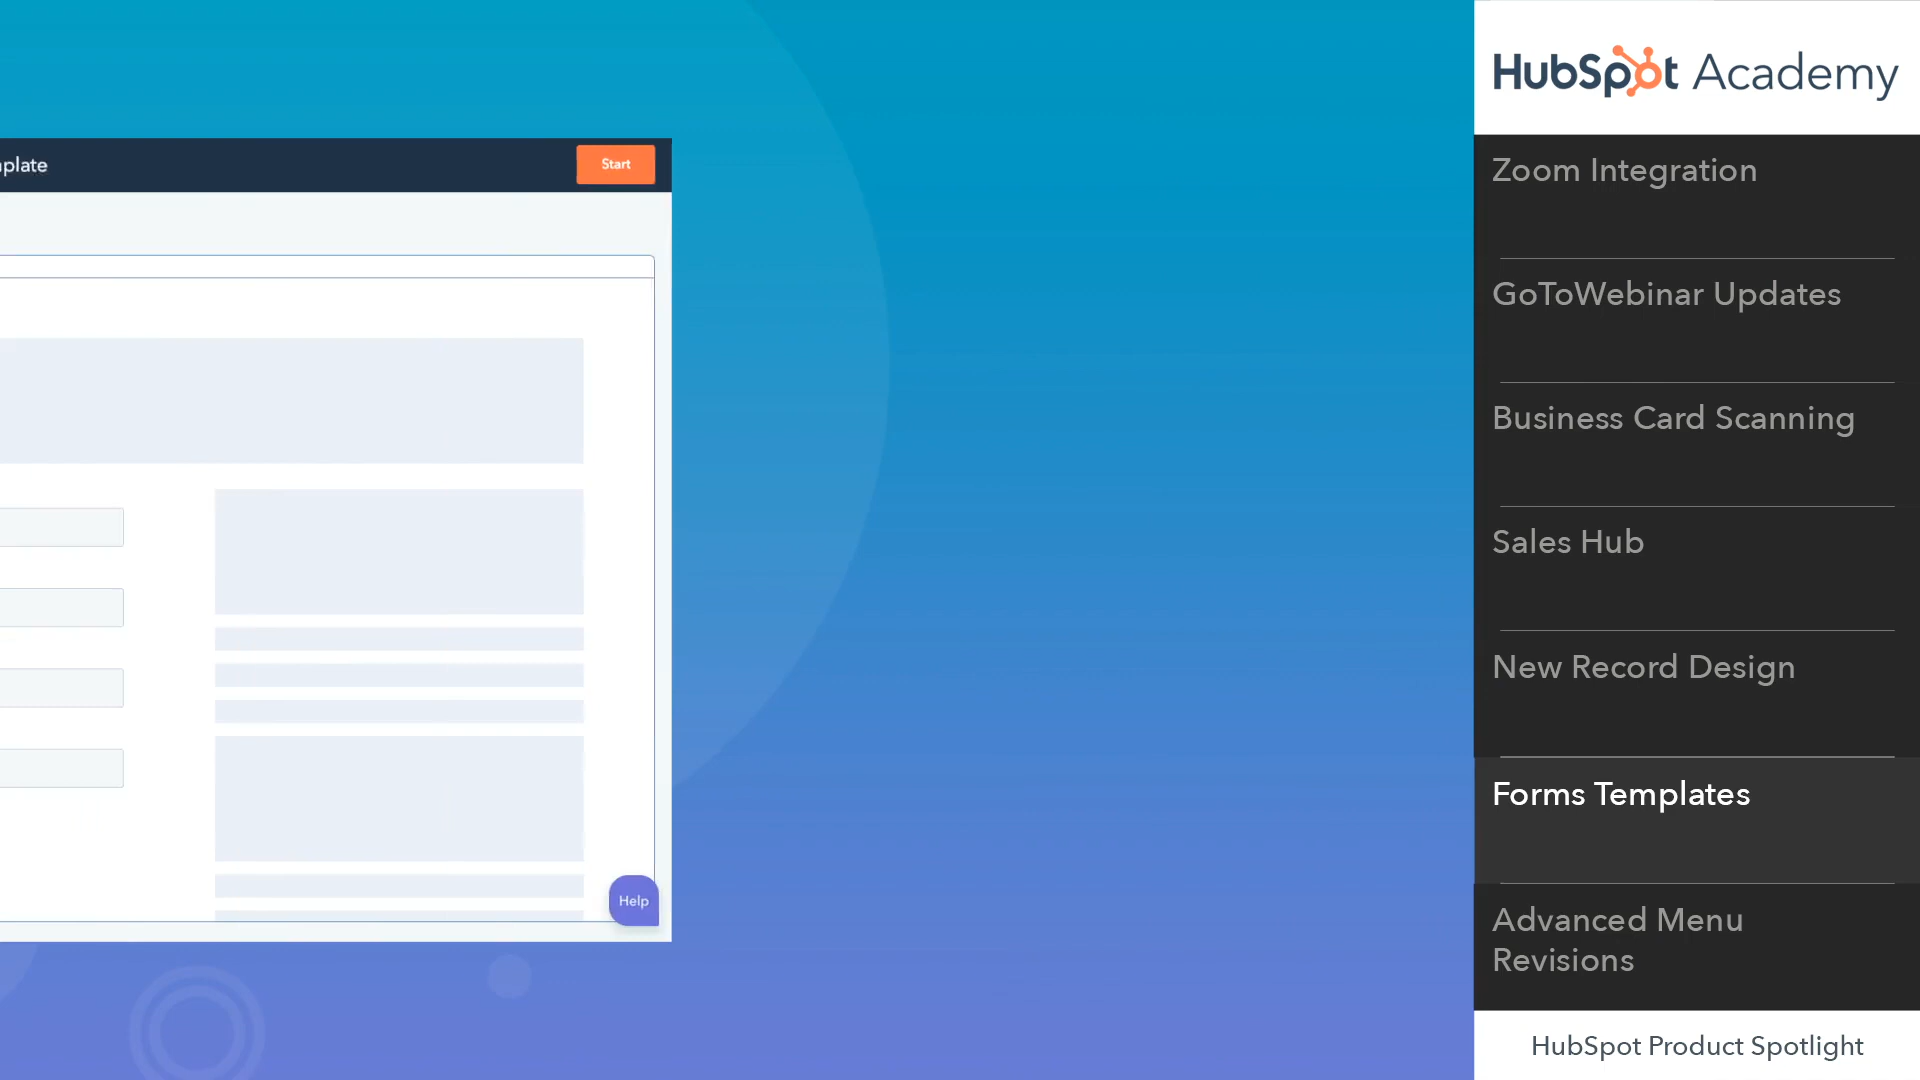 plate
Start
Help
HubSpot Academy
Zoom Integration
GoToWebinar Updates
Business Card Scanning
Sales Hub
New Record Design
Forms Templates
Advanced Menu
Revisions
HubSpot Product Spotlight